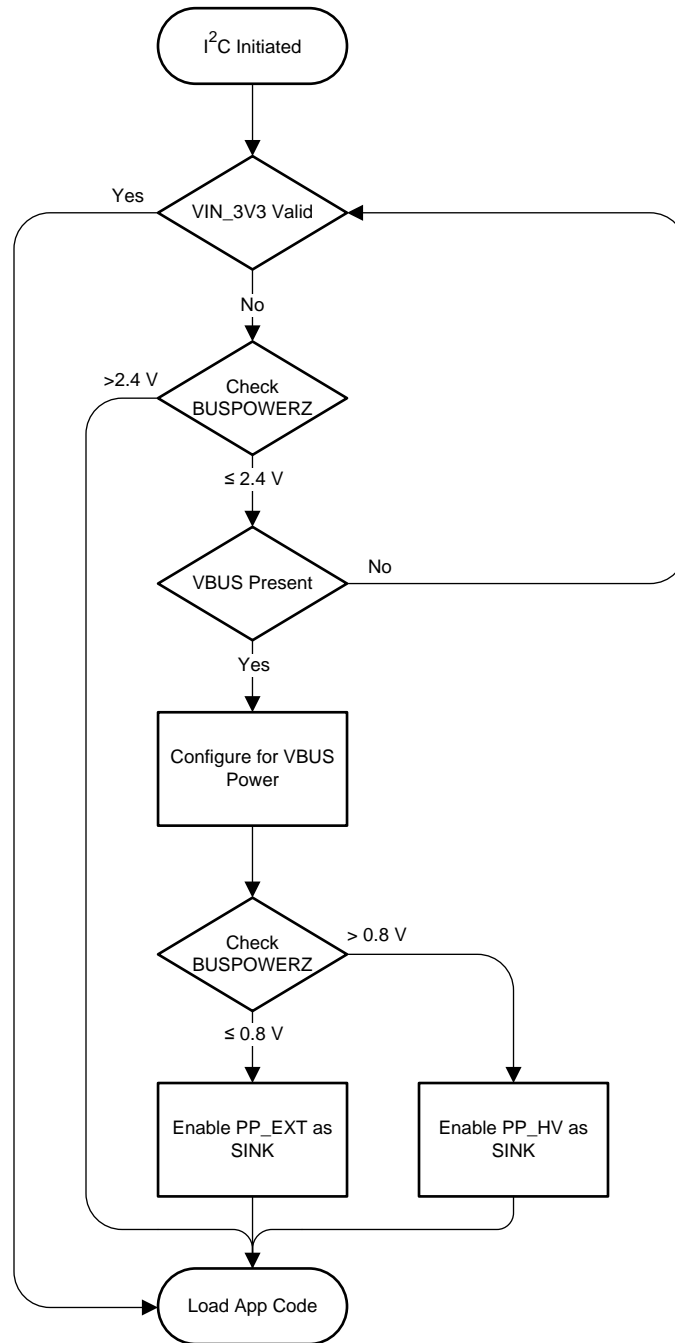 I²C Initiated
Yes
VIN_3V3 Valid
No
>2.4 V
Check
BUSPOWERZ
≤ 2.4 V
VBUS Present
No
Yes
Configure for VBUS
Power
Check
BUSPOWERZ
> 0.8 V
≤ 0.8 V
Enable PP_EXT as
SINK
Enable PP_HV as
SINK
Load App Code